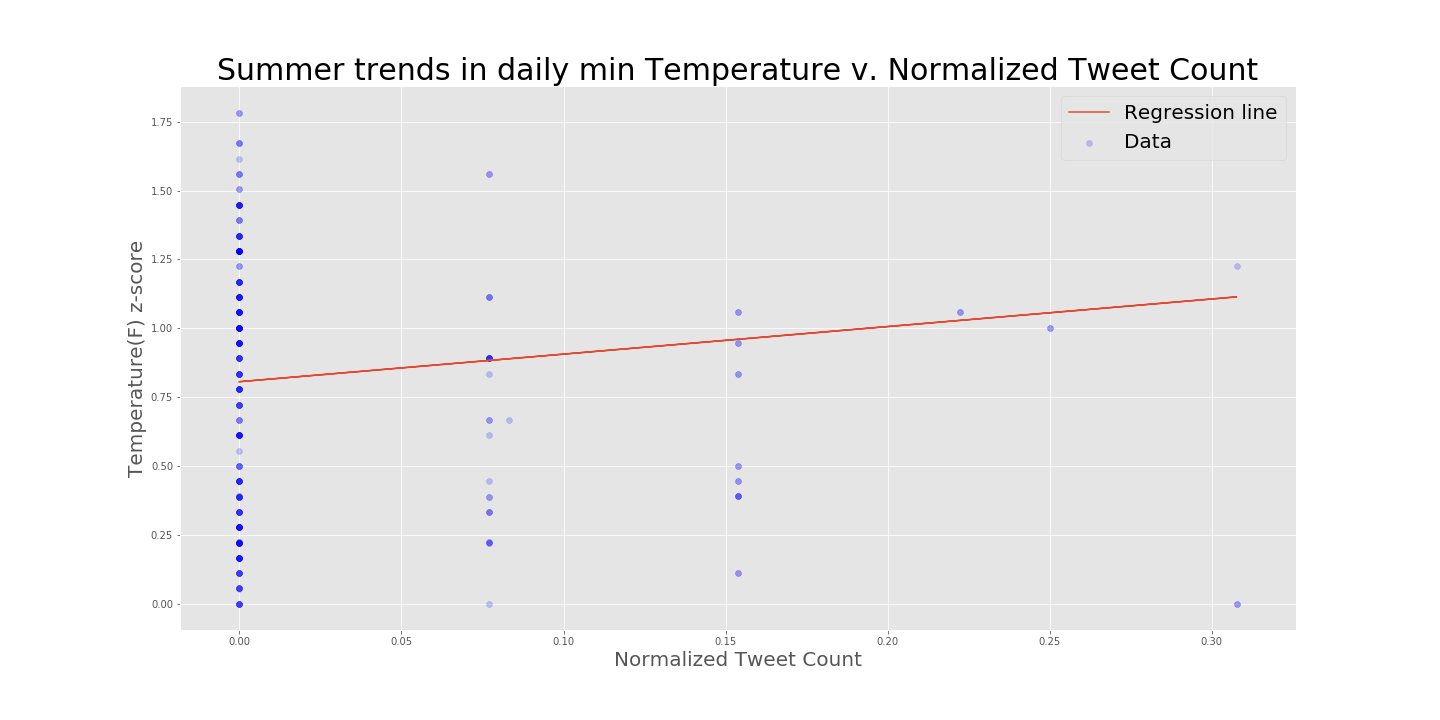 Summer trends in daily min Temperature v. Normalized Tweet Count
Regression line
Data
Temperature(F) z-score
1.75
1.50
1.25
1.00
0.75
0.50
0.25
0.00
0.00 0.05 0.10 0.15 0.20 0.25 0.30
Normalized Tweet Count